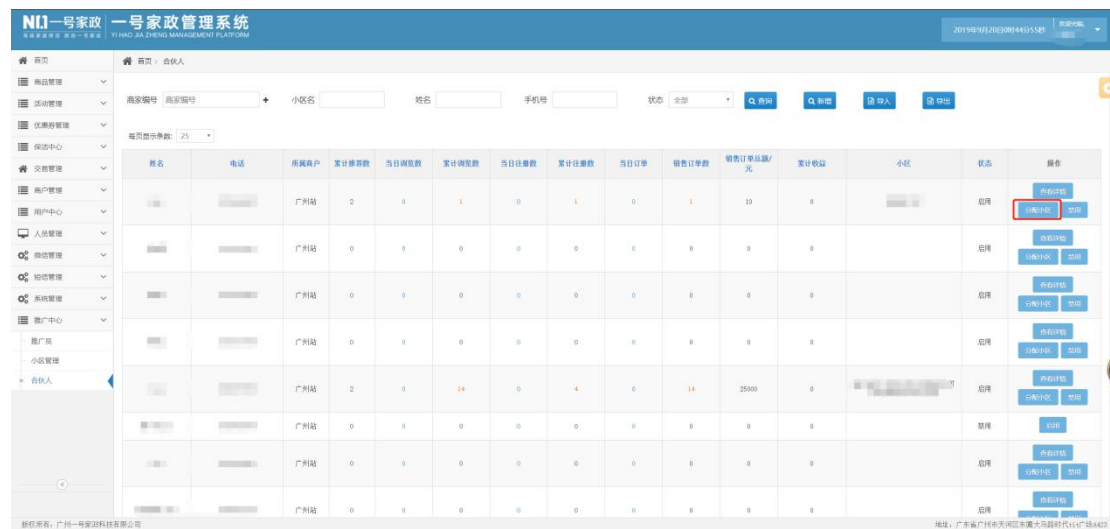 一号家政 一号家政管理系统
YI HAO JIA ZHENG MANAGEMENT PLATFORM
2019年9月20日0时44分55秒 欢迎光临,
首页
商品管理
活动管理
优惠券管理
保洁中心
交易管理
商户管理
用户中心
人员管理
微信管理
短信管理
系统管理
推广中心
推广员
小区管理
合伙人
首页 合伙人
商家编号 商家编号 + 小区名 姓名 手机号 状态 全部 查询 新增 导入 导出
每页显示条数: 25
姓名 电话 所属商户 累计推荐数 当日浏览数 累计浏览数 当日注册数 累计注册数 当日订单 销售订单数 销售订单总额/元 累计收益 小区 状态 操作
广州站 2 0 1 0 1 0 1 10 0 启用 查看详情 分配小区 禁用
广州站 0 0 0 0 0 0 0 0 0 启用 查看详情 分配小区 禁用
广州站 0 0 0 0 0 0 0 0 0 启用 查看详情 分配小区 禁用
广州站 0 0 0 0 0 0 0 0 0 启用 查看详情 分配小区 禁用
广州站 2 0 14 0 4 0 14 25000 0 启用 查看详情 分配小区 禁用
广州站 0 0 0 0 0 0 0 0 0 禁用 启用
广州站 0 0 0 0 0 0 0 0 0 启用 查看详情 分配小区 禁用
广州站 0 0 0 0 0 0 0 0 0 启用 查看详情
版权所有：广州一号家政科技有限公司